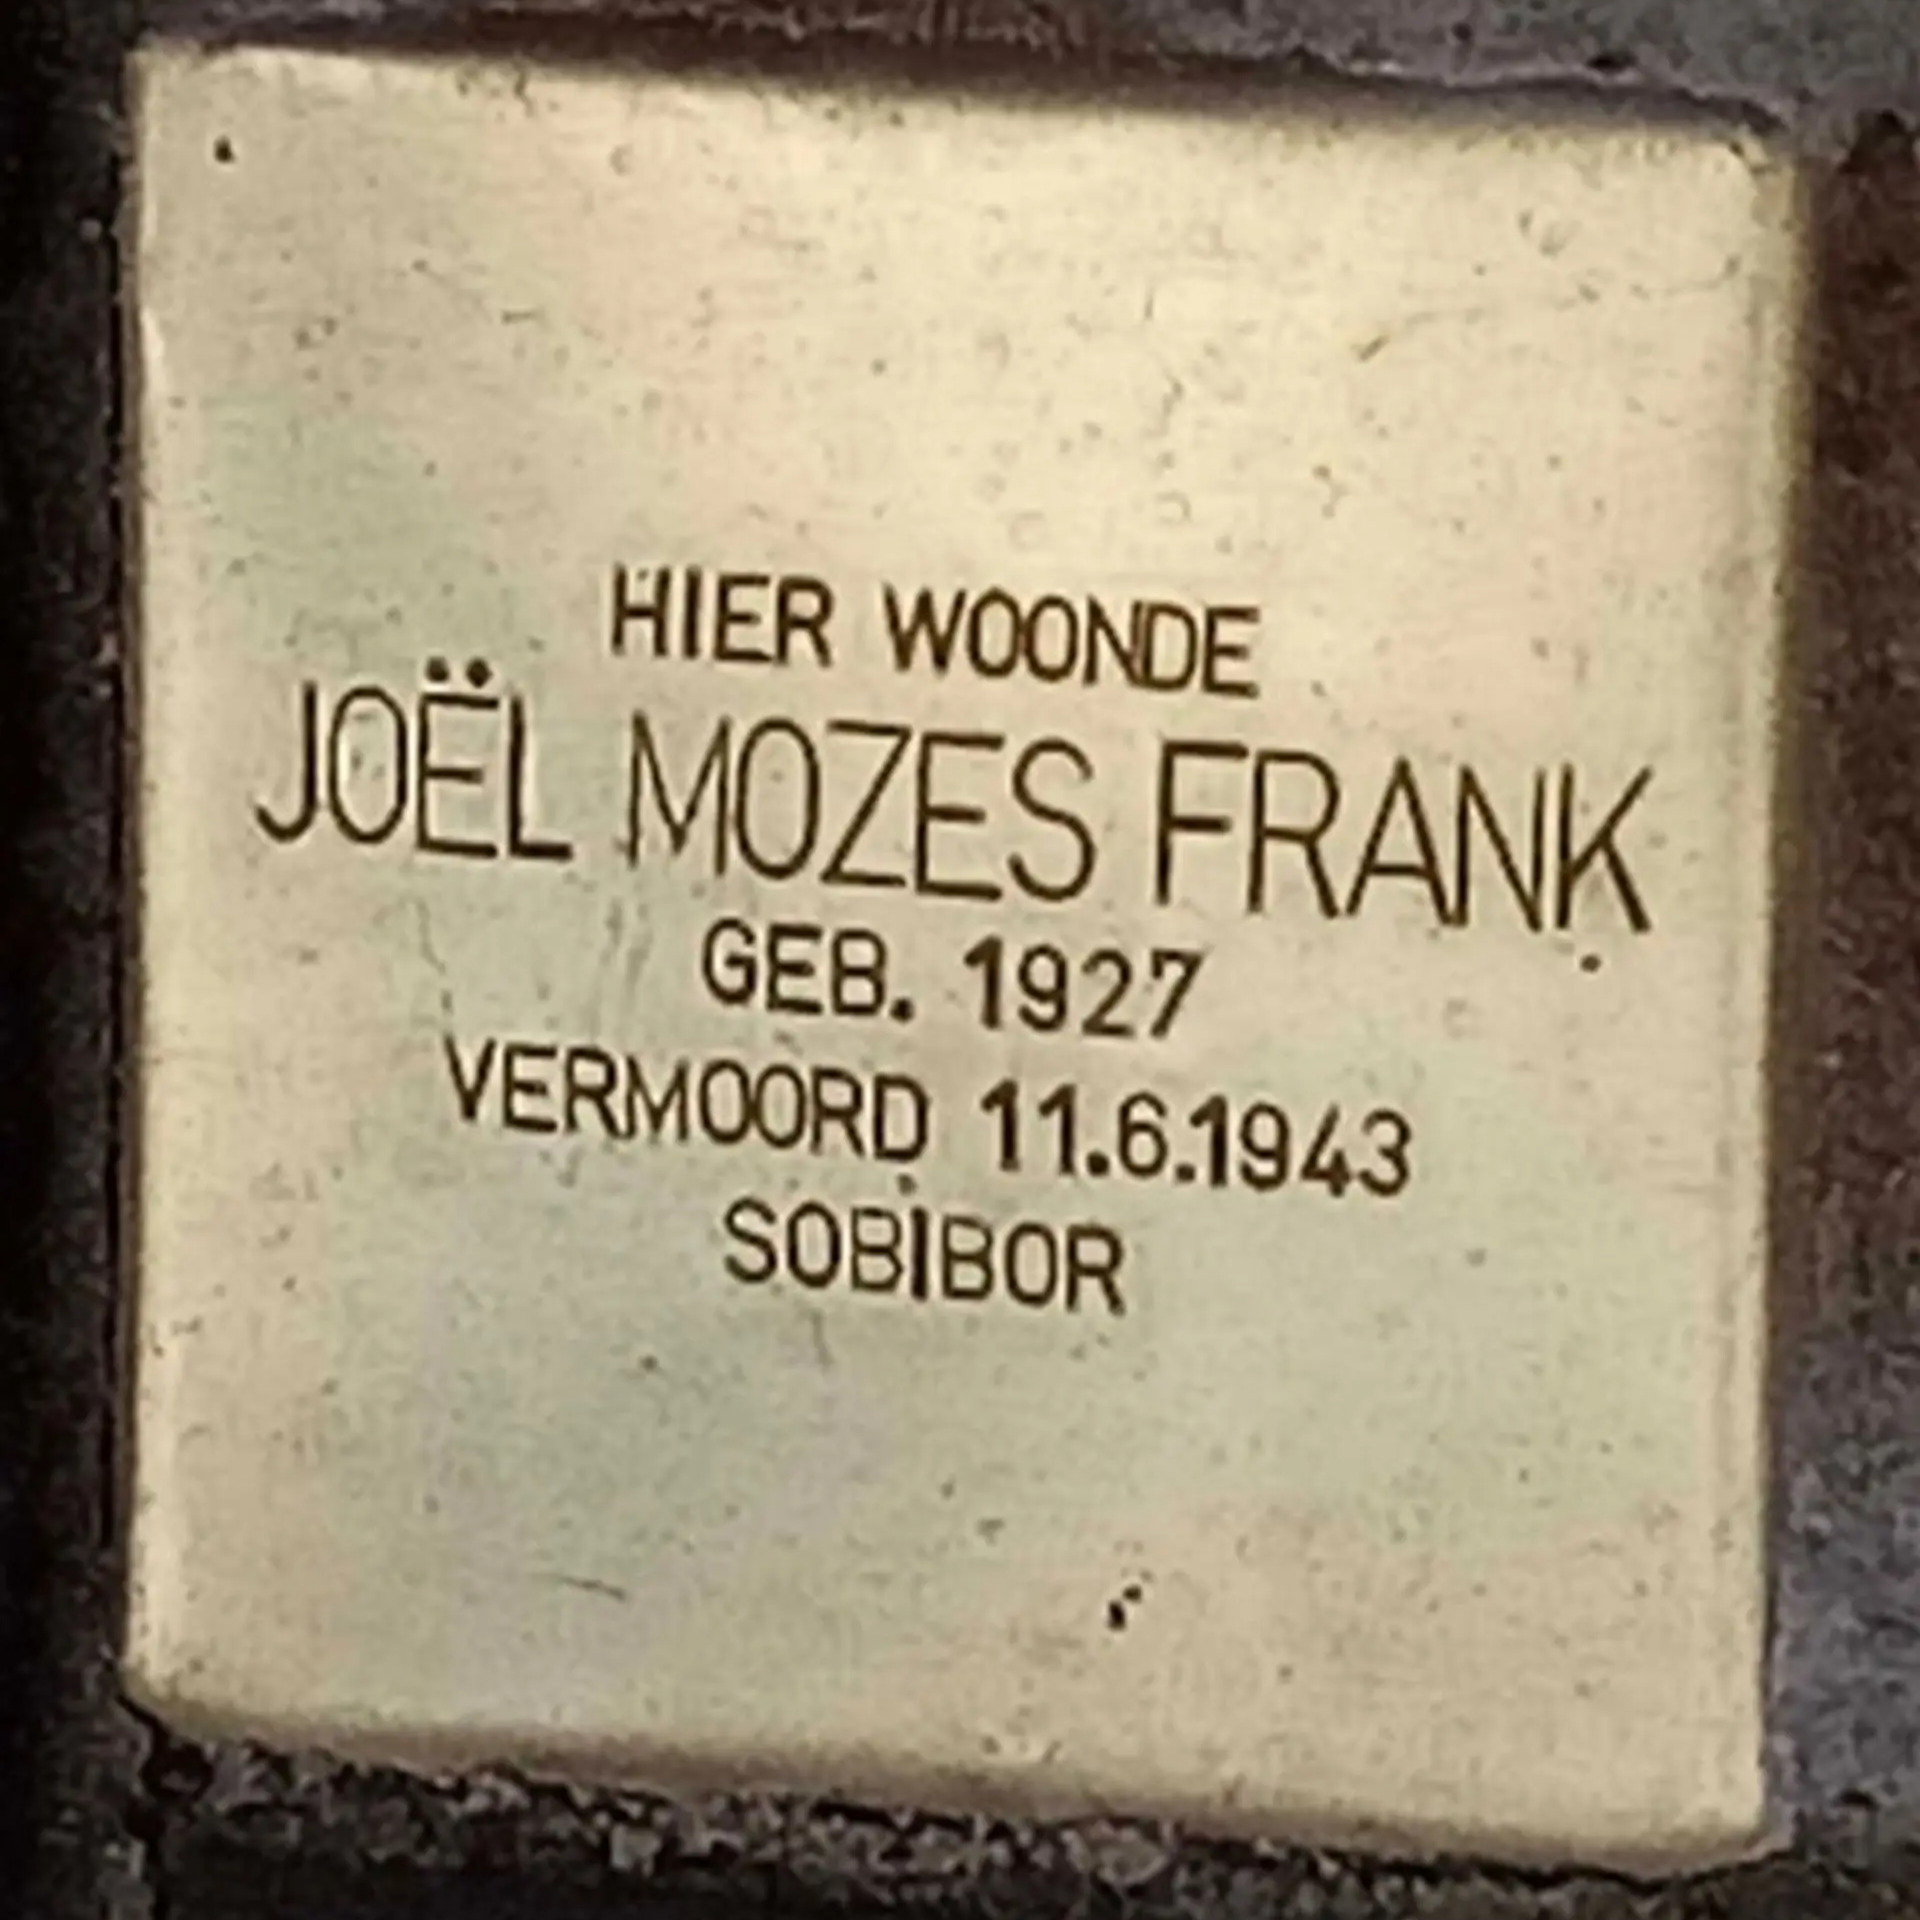 HIER WOONDE
JOËL MOZES FRANK
GEB. 1927
VERMOORD 11.6.1943
SOBIBOR